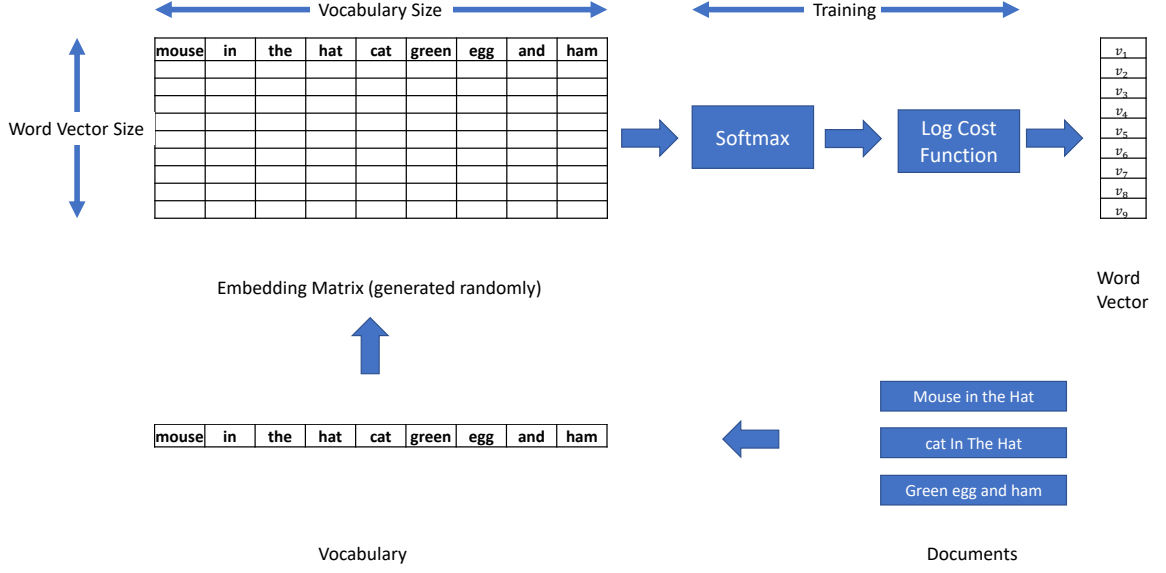 Vocabulary Size
Training
mouse in the hat cat green egg and ham
Word Vector Size
Softmax
Log Cost
Function
v₁
v₂
v₃
v₄
v₅
v₆
v₇
v₈
v₉
Embedding Matrix (generated randomly)
Word
Vector
Mouse in the Hat
mouse in the hat cat green egg and ham
cat In The Hat
Green egg and ham
Vocabulary
Documents